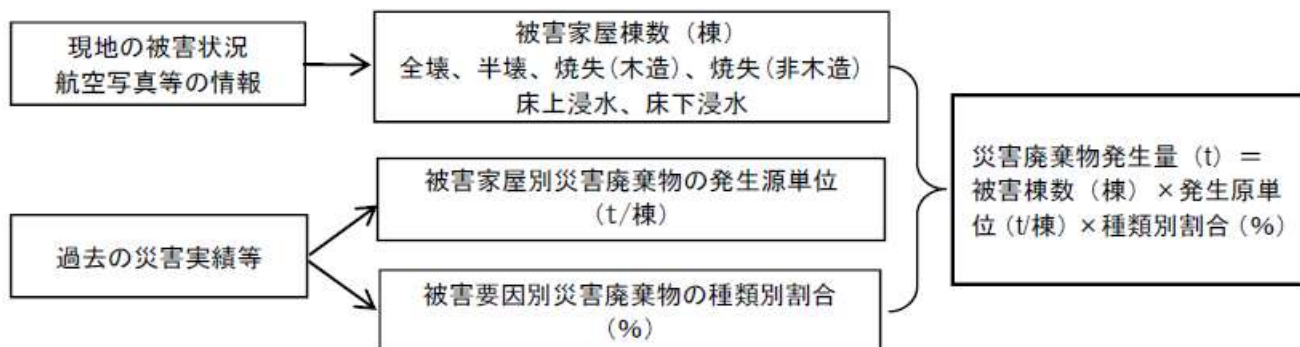 現地の被害状況
航空写真等の情報
被害家屋棟数（棟）
全壊、半壊、焼失(木造)、焼失(非木造)
床上浸水、床下浸水
被害家屋別災害廃棄物の発生源単位
（t/棟）
過去の災害実績等
被害要因別災害廃棄物の種類別割合
（%）
災害廃棄物発生量（t）＝
被害棟数（棟）×発生原単
位(t/棟)×種類別割合(%)